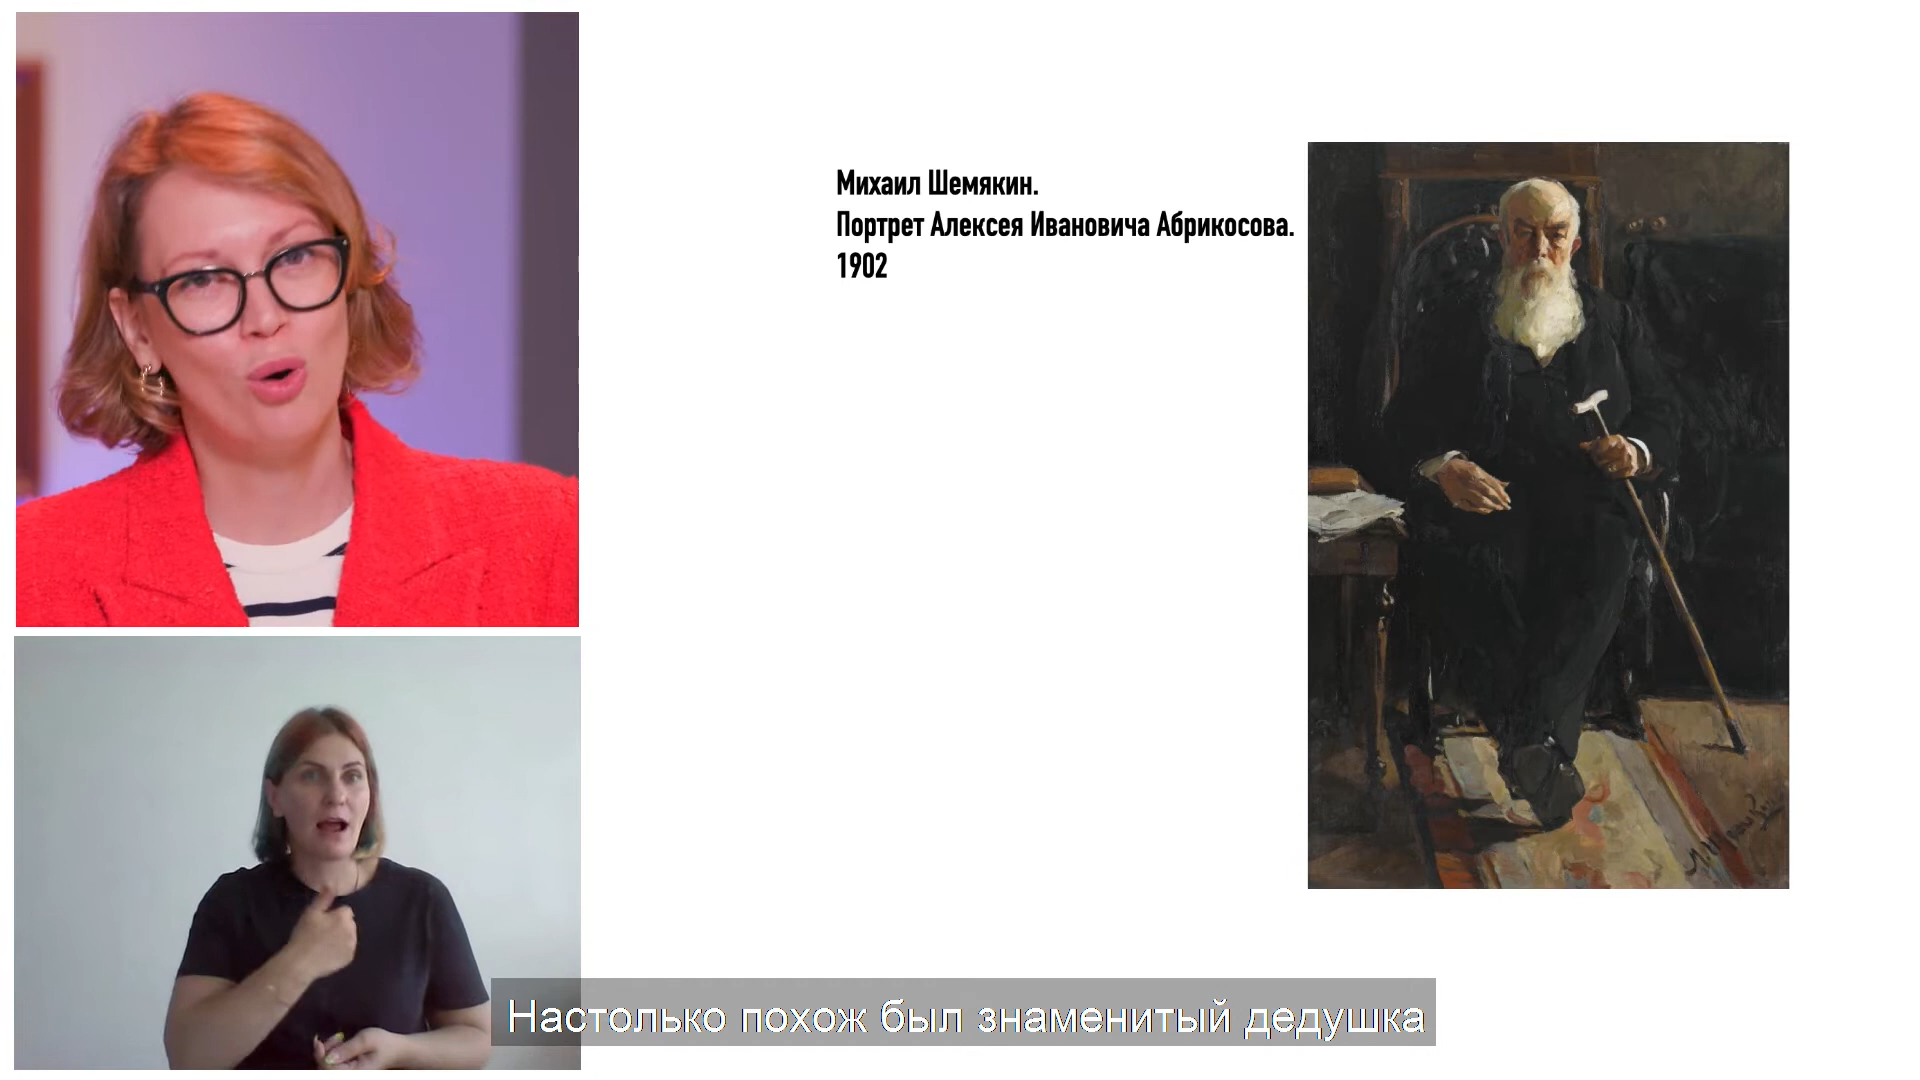 Михаил Шемякин.
Портрет Алексея Ивановича Абрикосова.
1902
Настолько похож был знаменитый дедушка